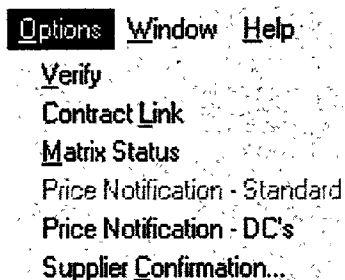 Options Window Help
Verify
Contract Link
Matrix Status
Price Notification - Standard
Price Notification - DC's
Supplier Confirmation...